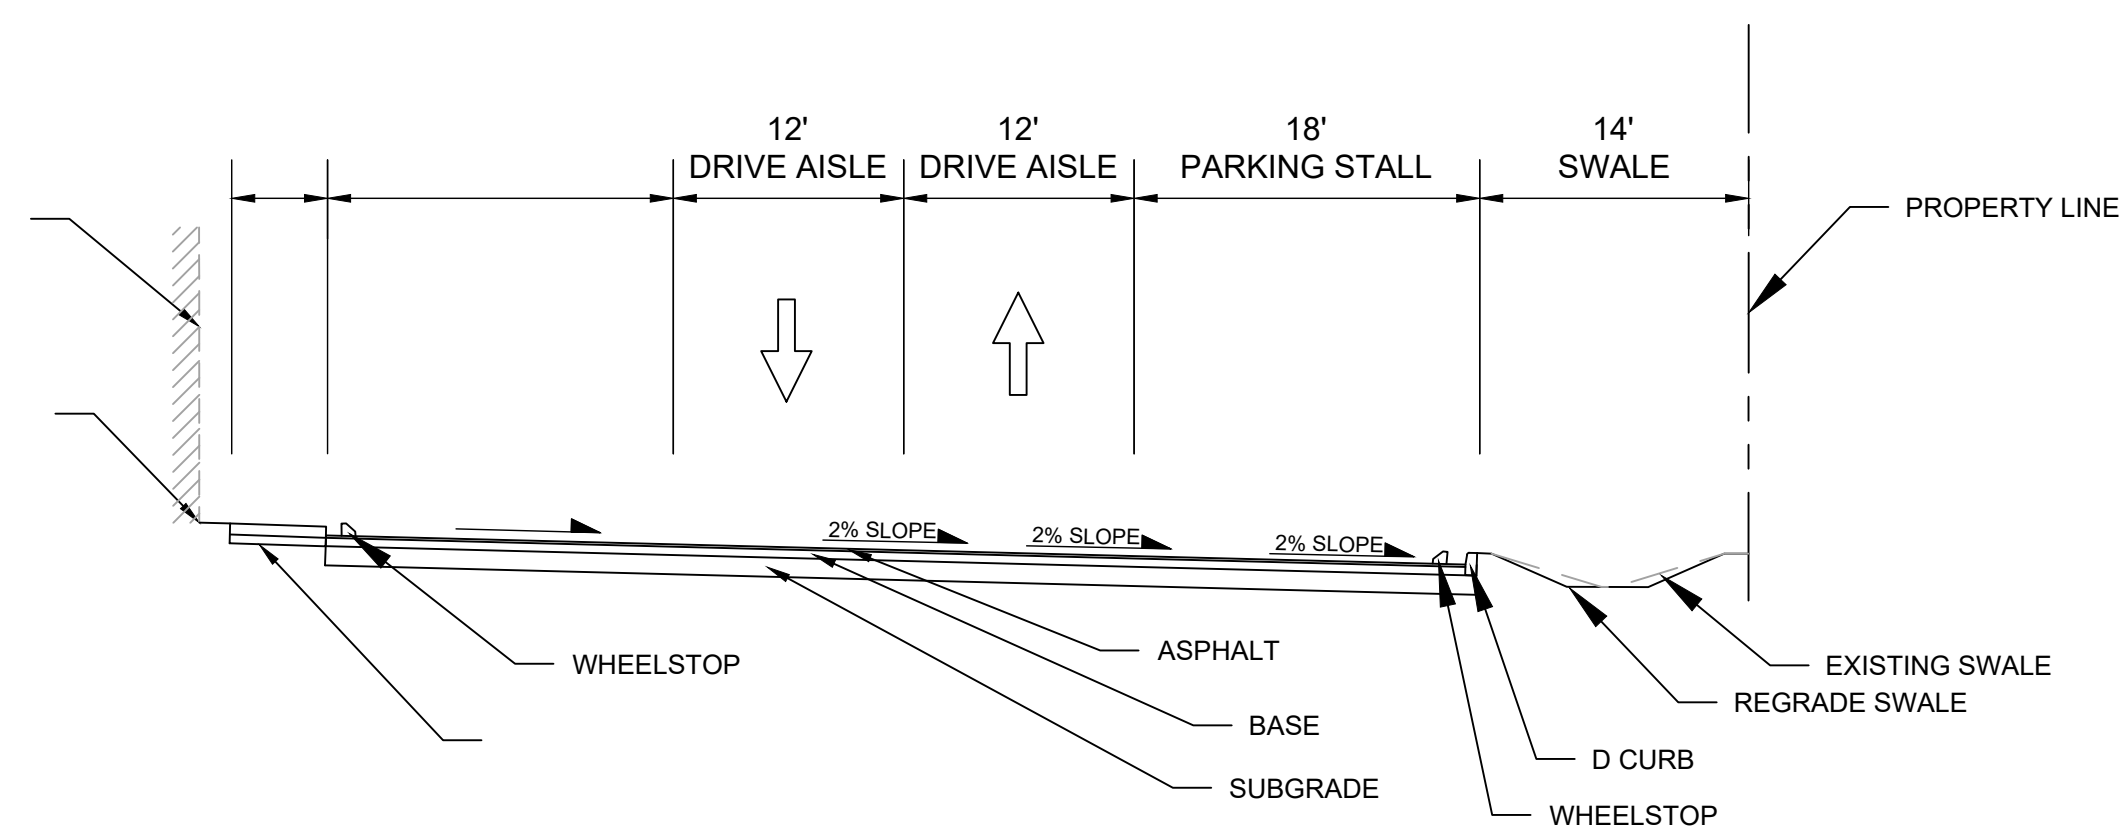 12'
DRIVE AISLE
12'
DRIVE AISLE
18'
PARKING STALL
14'
SWALE
PROPERTY LINE
2% SLOPE
2% SLOPE
2% SLOPE
WHEELSTOP
ASPHALT
EXISTING SWALE
REGRADE SWALE
BASE
D CURB
SUBGRADE
WHEELSTOP